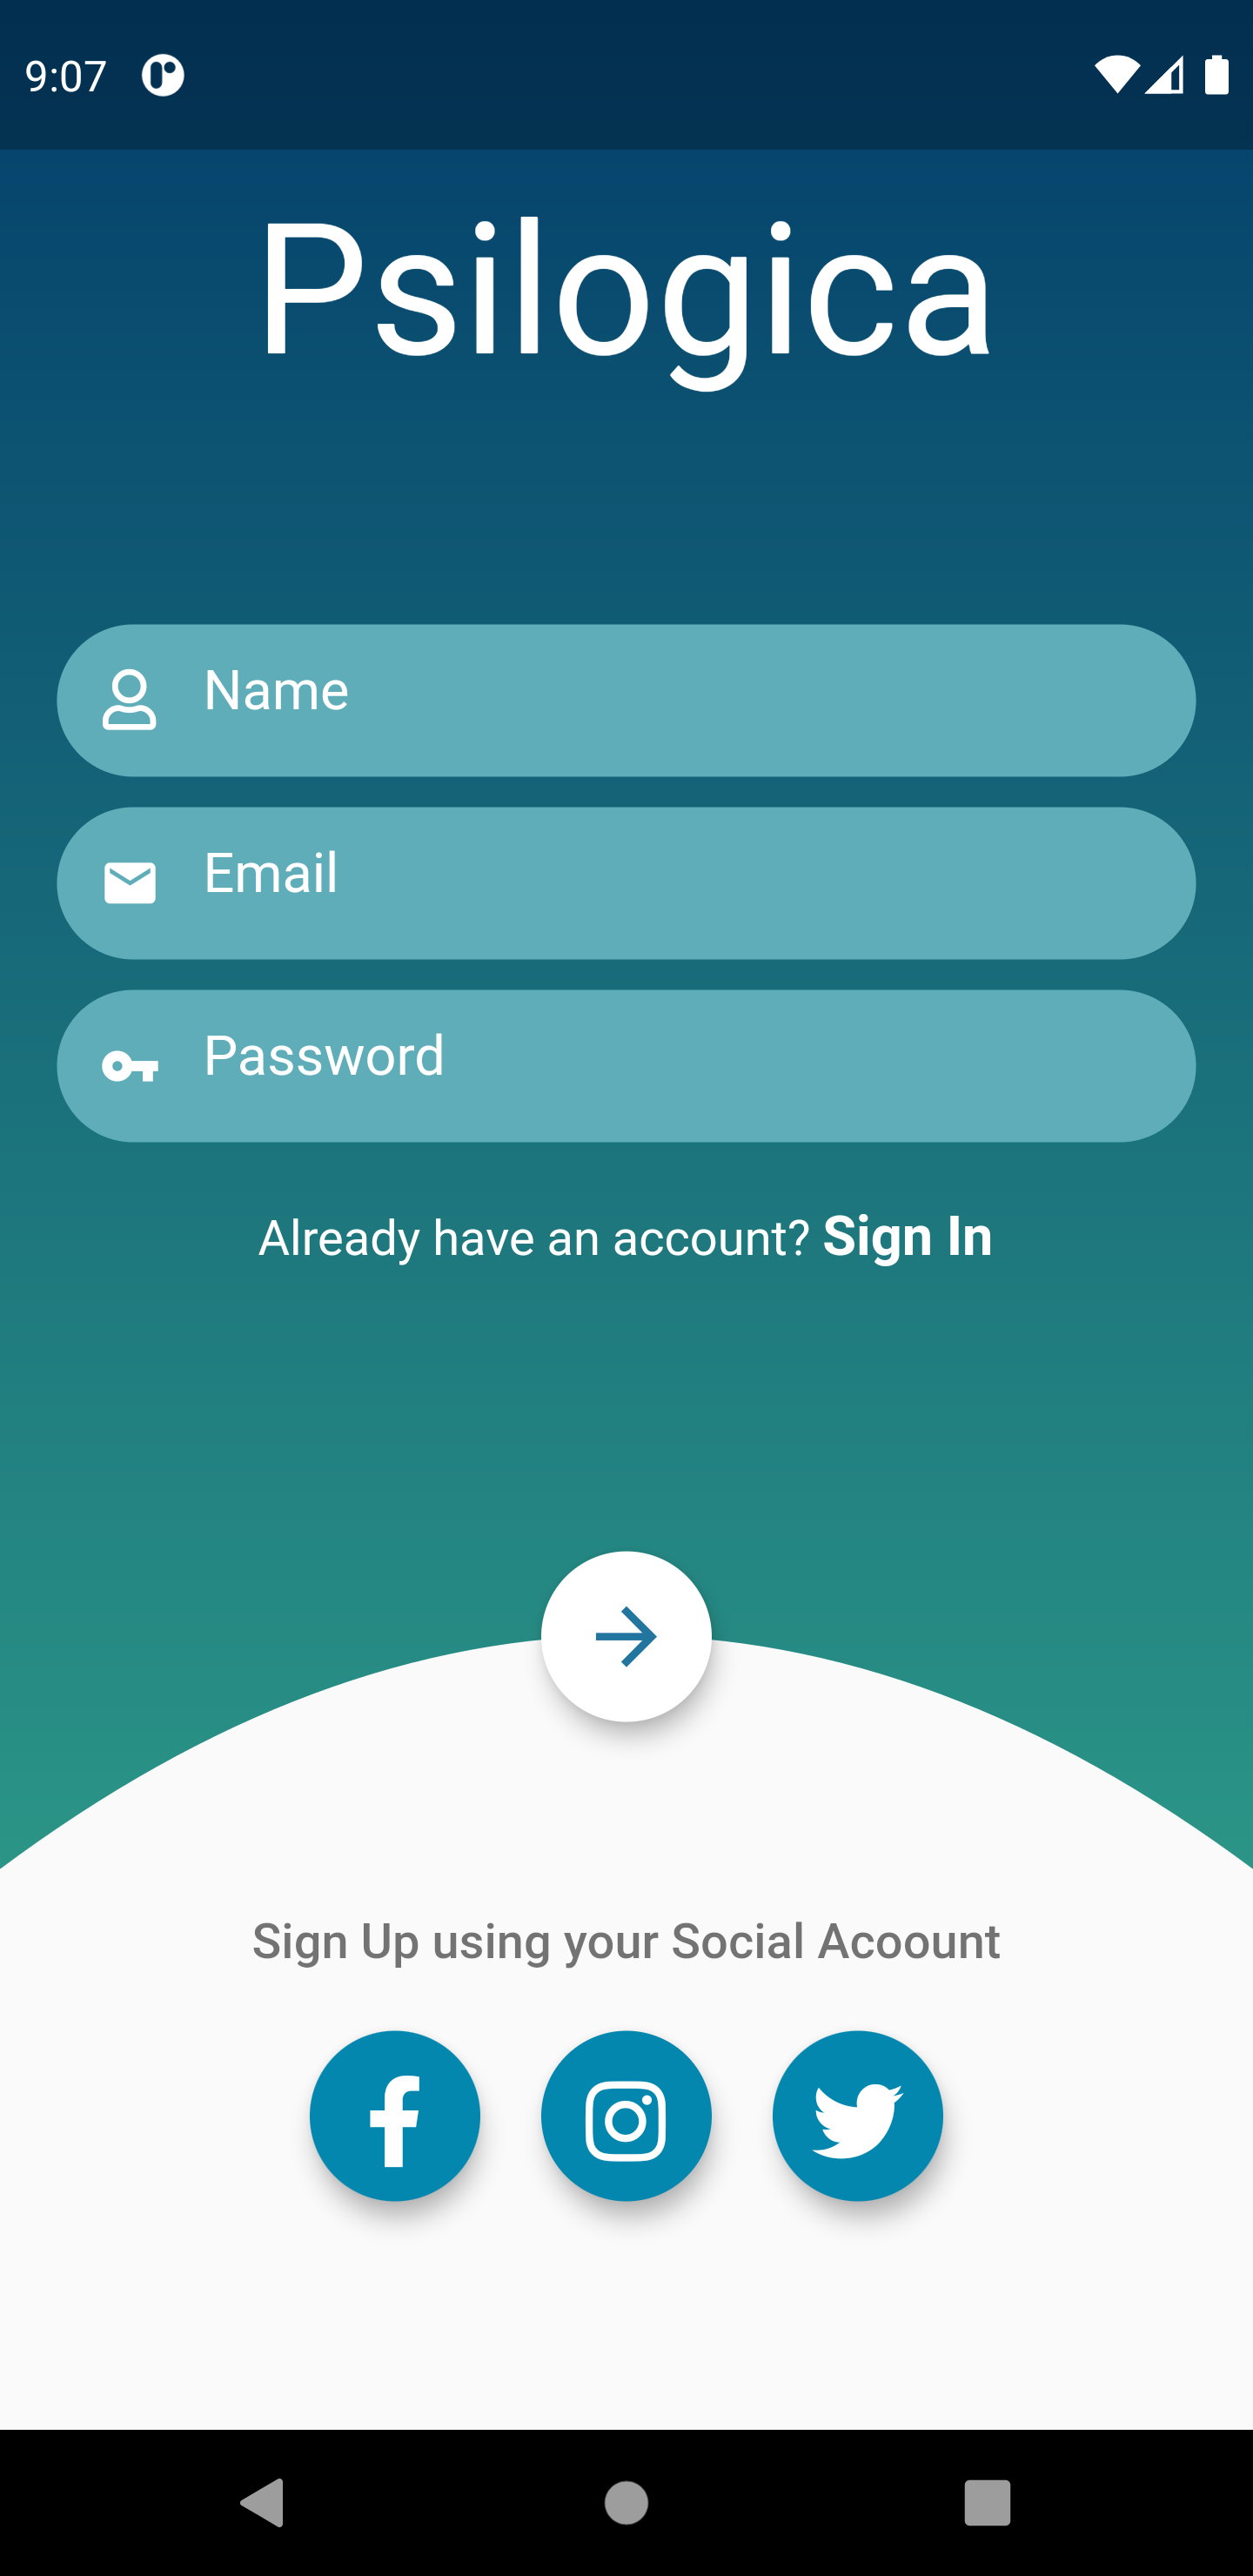 9:07
Psilogica
Name
Email
Password
Already have an account? Sign In
Sign Up using your Social Acoount